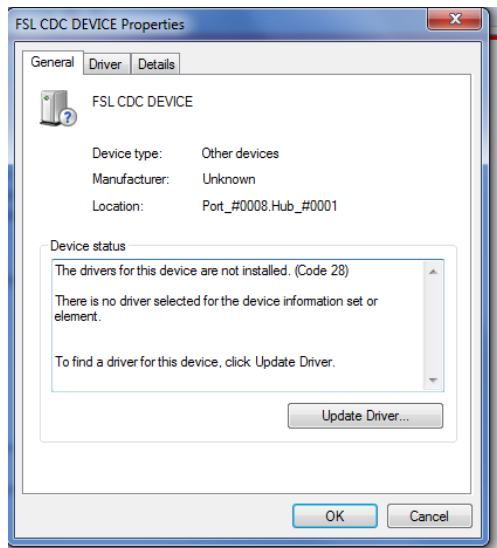 FSL CDC DEVICE Properties
General Driver Details
FSL CDC DEVICE
Device type: Other devices
Manufacturer: Unknown
Location: Port_#0008.Hub_#0001
Device status
The drivers for this device are not installed. (Code 28)
There is no driver selected for the device information set or
element.
To find a driver for this device, click Update Driver.
Update Driver...
OK Cancel